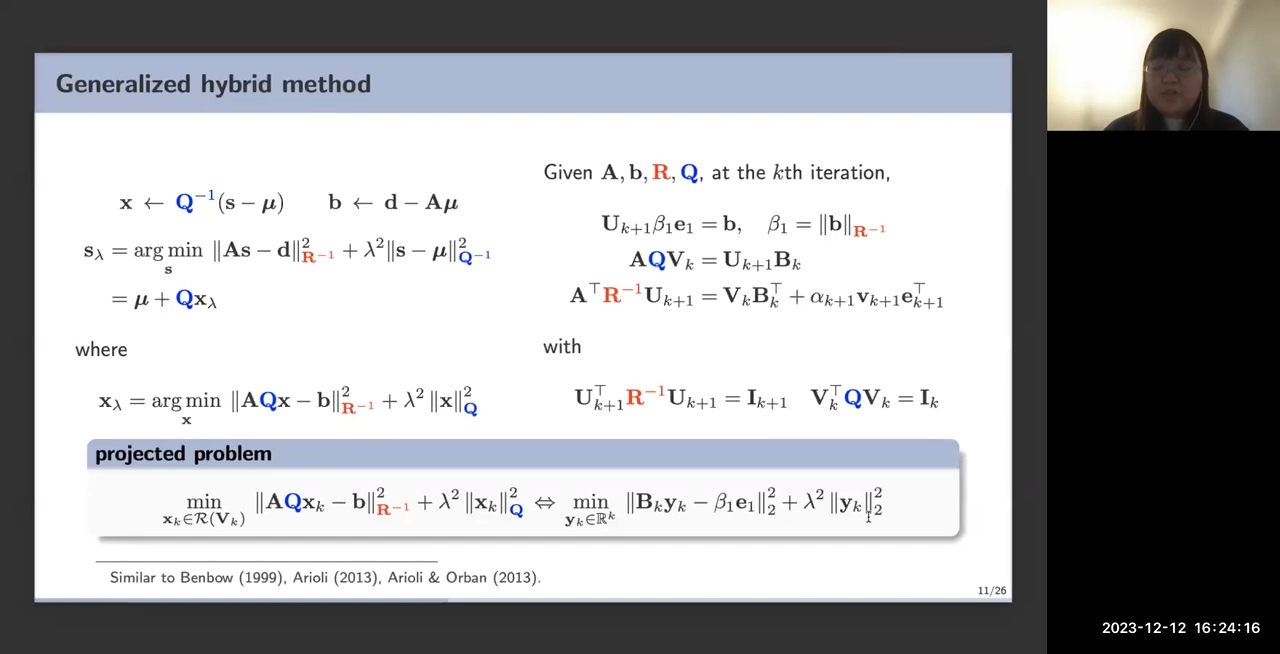 Generalized hybrid method
x ← Q⁻¹(s − μ)  b ← d − Aμ
s_λ = arg min_s ‖As − d‖²_{R⁻¹} + λ²‖s − μ‖²_{Q⁻¹}
= μ + Qx_λ
where
x_λ = arg min_x ‖AQx − b‖²_{R⁻¹} + λ² ‖x‖²_Q
Given A, b, R, Q, at the kth iteration,
U_{k+1}β₁e₁ = b,  β₁ = ‖b‖_{R⁻¹}
AQV_k = U_{k+1}B_k
A^⊤R⁻¹U_{k+1} = V_kB_k^⊤ + α_{k+1}v_{k+1}e_{k+1}^⊤
with
U_{k+1}^⊤R⁻¹U_{k+1} = I_{k+1}  V_k^⊤QV_k = I_k
projected problem
min_{x_k∈R(V_k)} ‖AQx_k − b‖²_{R⁻¹} + λ² ‖x_k‖²_Q ⇔ min_{y_k∈ℝ^k} ‖B_ky_k − β₁e₁‖²_2 + λ² ‖y_k‖²_2
Similar to Benbow (1999), Arioli (2013), Arioli & Orban (2013).
11/26
2023-12-12 16:24:16